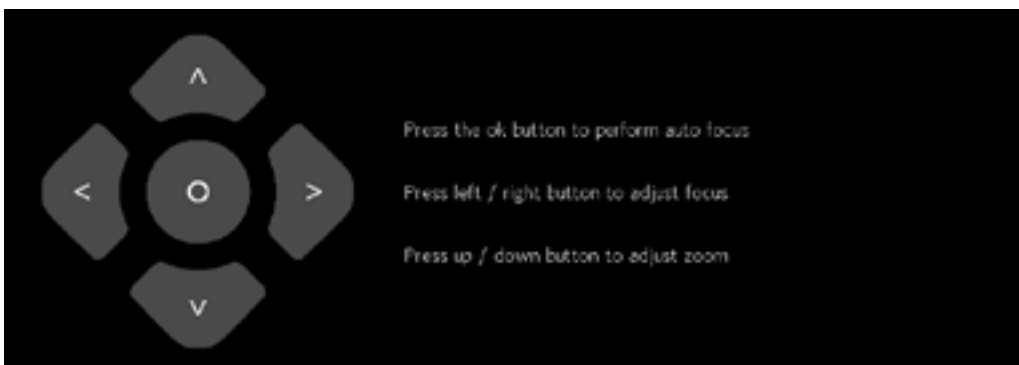 ^
<
O
>
v
Press the ok button to perform auto focus
Press left / right button to adjust focus
Press up / down button to adjust zoom